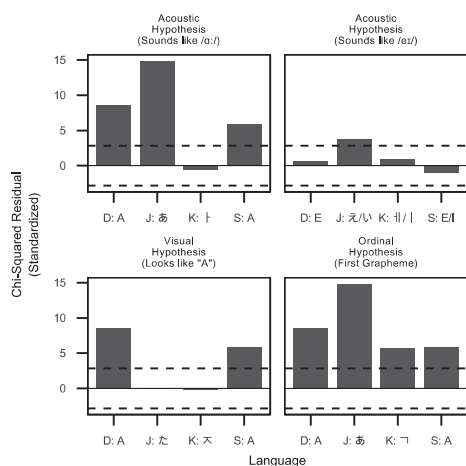 Acoustic
Hypothesis
(Sounds like /ɑː/)
Acoustic
Hypothesis
(Sounds like /eɪ/)
15
10
5
0
D: A
J: あ
K: ㅏ
S: A
D: E
J: え/い
K: ㅔ/ㅣ
S: E/I
Visual
Hypothesis
(Looks like "A")
Ordinal
Hypothesis
(First Grapheme)
15
10
5
0
D: A
J: た
K: ㅈ
S: A
D: A
J: あ
K: ㄱ
S: A
Chi-Squared Residual
(Standardized)
Language